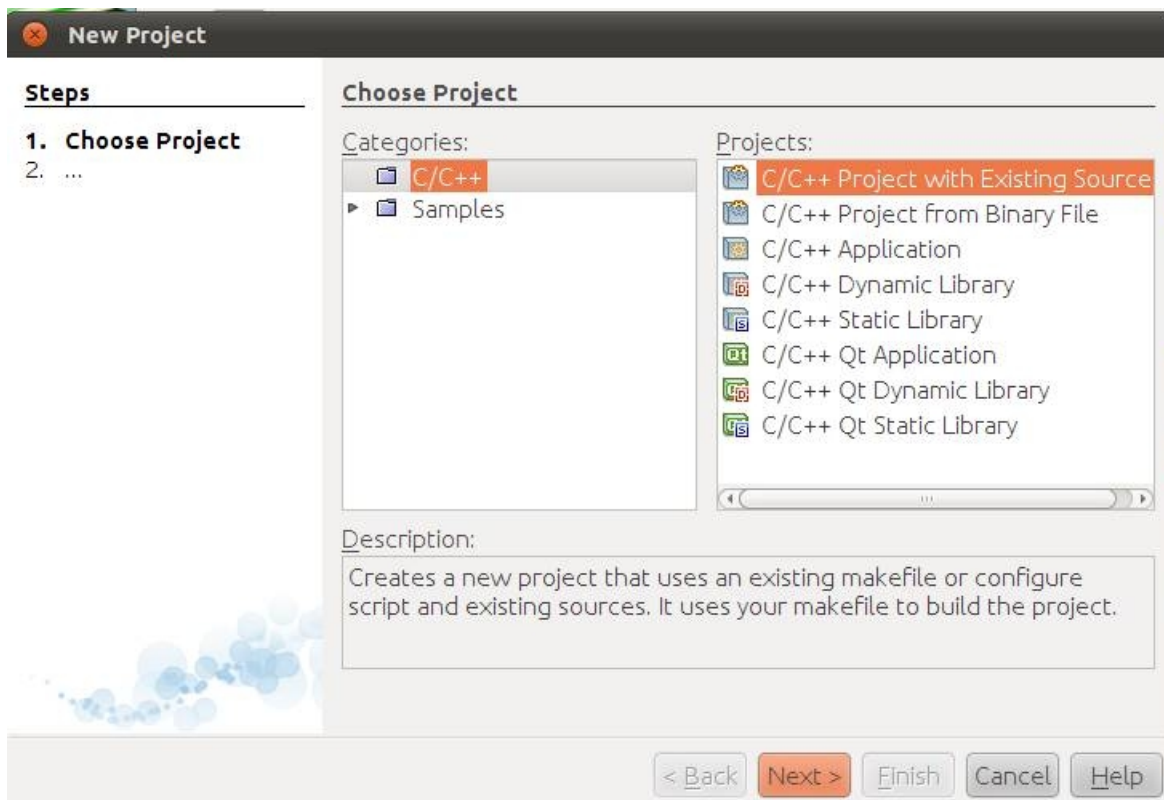 New Project
Steps
1. Choose Project
2. ...
Choose Project
Categories:
C/C++
Samples
Projects:
C/C++ Project with Existing Source
C/C++ Project from Binary File
C/C++ Application
C/C++ Dynamic Library
C/C++ Static Library
C/C++ Qt Application
C/C++ Qt Dynamic Library
C/C++ Qt Static Library
Description:
Creates a new project that uses an existing makefile or configure
script and existing sources. It uses your makefile to build the project.
< Back
Next >
Finish
Cancel
Help